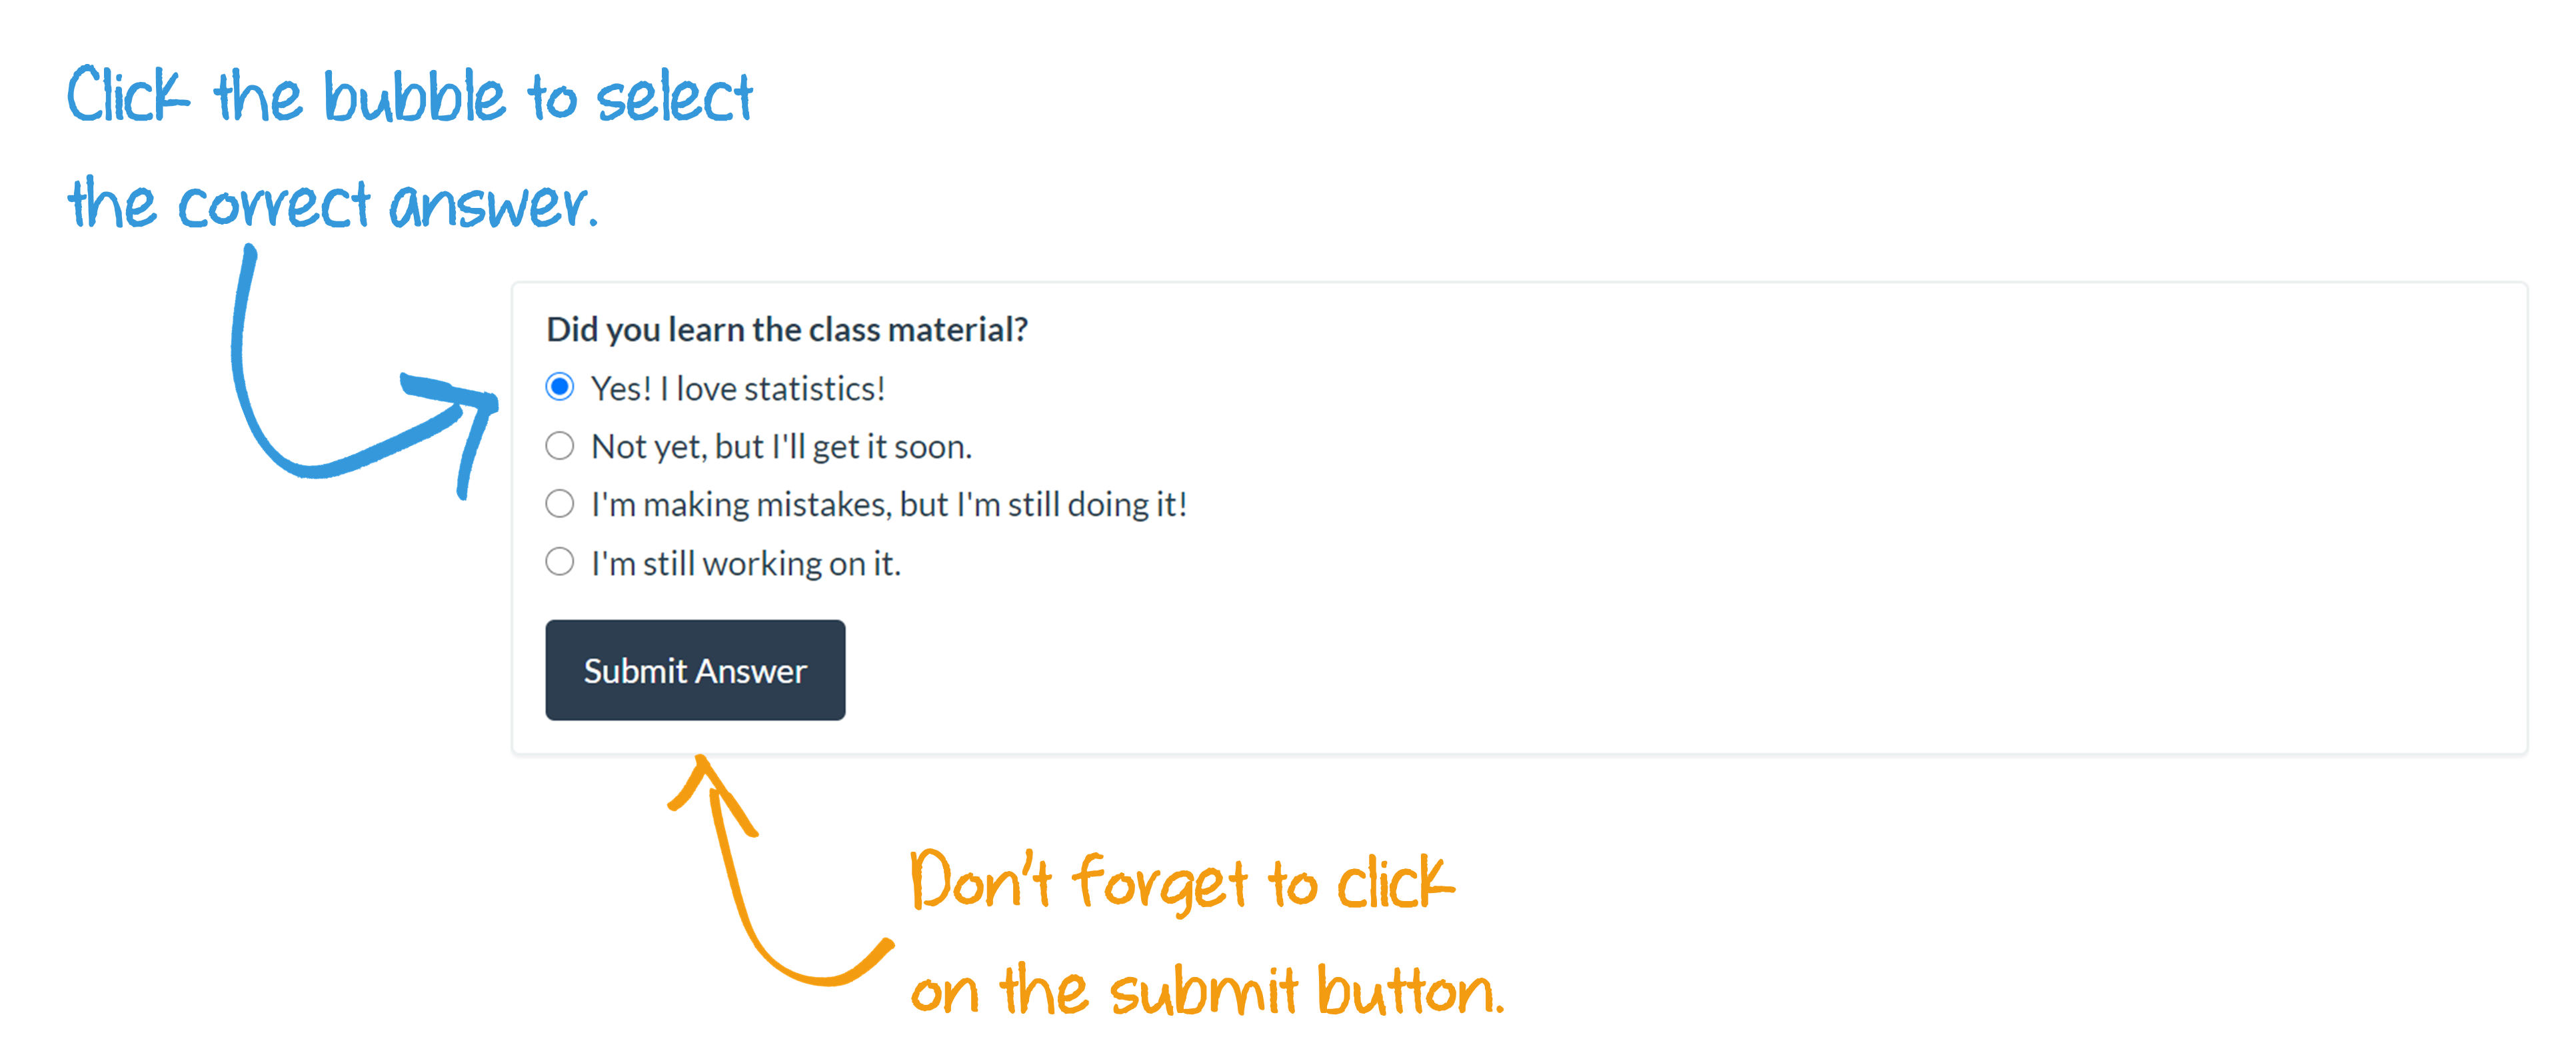 Click the bubble to select
the correct answer.
Did you learn the class material?
Yes! I love statistics!
Not yet, but I'll get it soon.
I'm making mistakes, but I'm still doing it!
I'm still working on it.
Submit Answer
Don't forget to click
on the submit button.